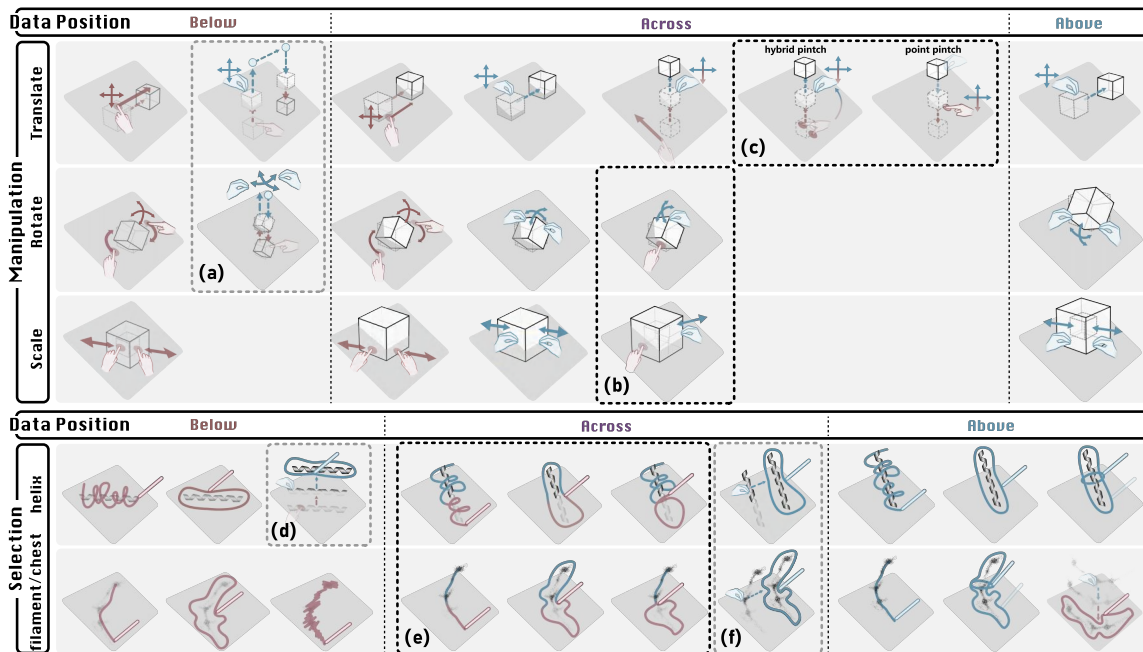 Data Position Below Across Above
Manipulation
Translate
hybrid pintch
point pintch
(c)
Rotate
(a)
Scale
(b)
Data Position Below Across Above
Selection
helix
(d)
filament/chest
(e)
(f)